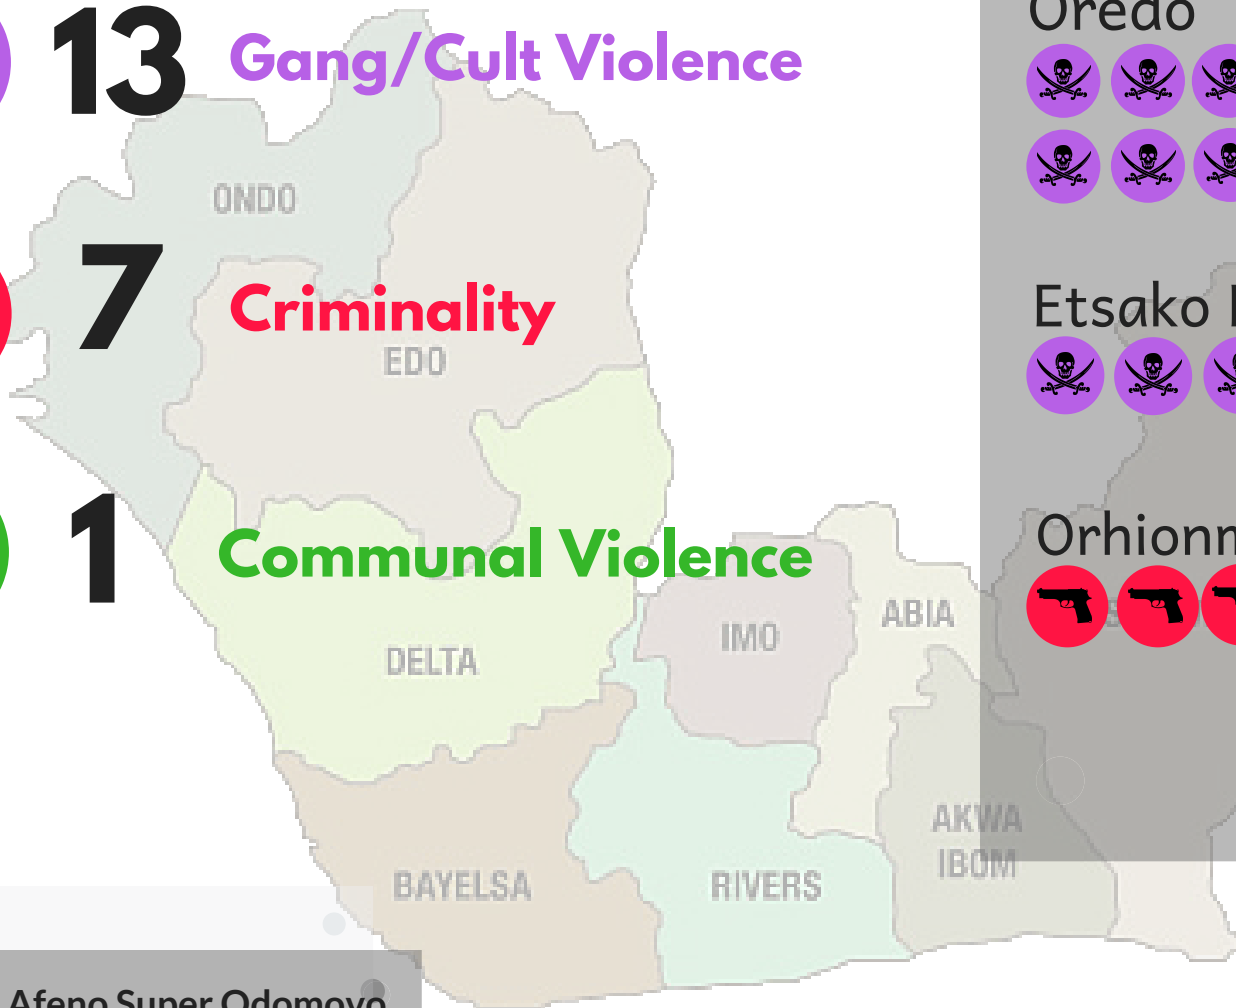 13 Gang/Cult Violence
7 Criminality
1 Communal Violence
ONDO
EDO
DELTA
IMO
ABIA
BAYELSA
RIVERS
AKWA
IBOM
Oredo
Etsako
Afeno Super Odomovo